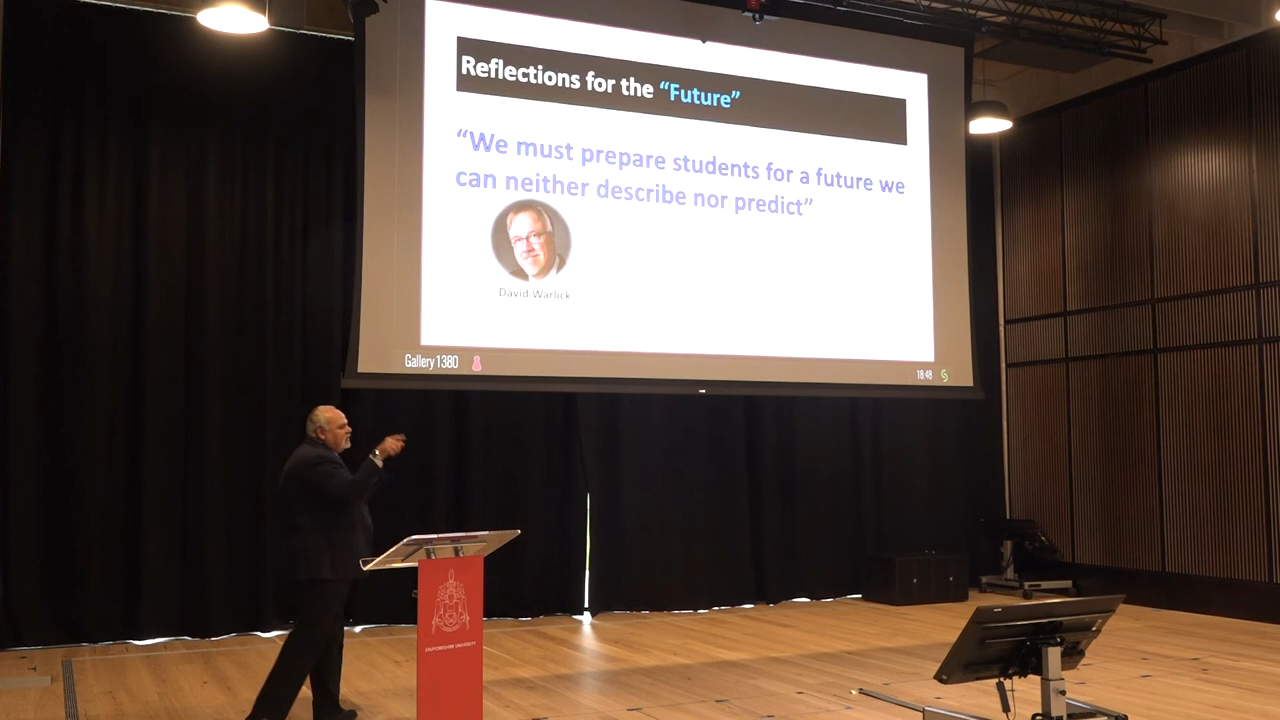 Reflections for the “Future”
“We must prepare students for a future we
can neither describe nor predict”
David Warlick
Gallery 1380
18:48
STAFFORDSHIRE UNIVERSITY